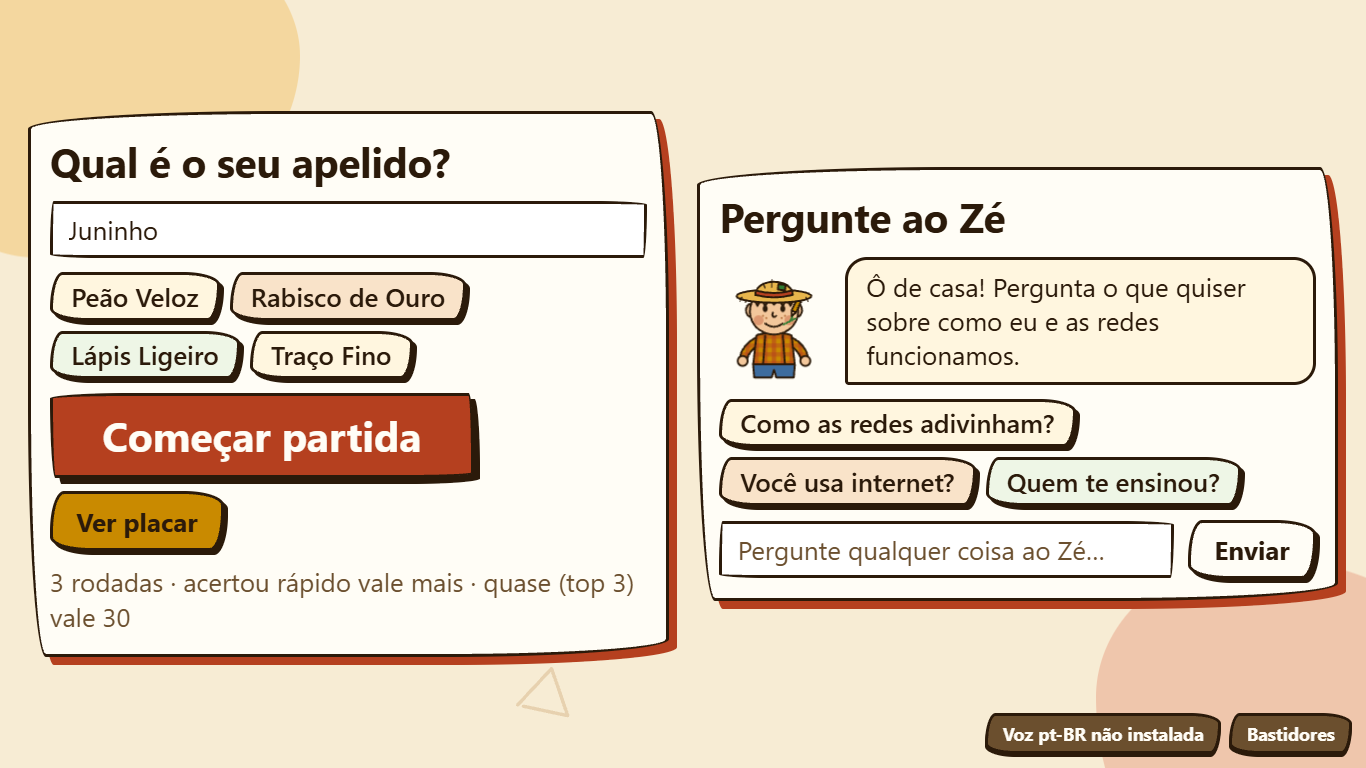 Qual é o seu apelido?
Juninho
Peão Veloz
Rabisco de Ouro
Lápis Ligeiro
Traço Fino
Começar partida
Ver placar
3 rodadas · acertou rápido vale mais · quase (top 3)
vale 30
Pergunte ao Zé
Ô de casa! Pergunta o que quiser
sobre como eu e as redes
funcionamos.
Como as redes adivinham?
Você usa internet?
Quem te ensinou?
Pergunte qualquer coisa ao Zé...
Enviar
Voz pt-BR não instalada
Bastidores